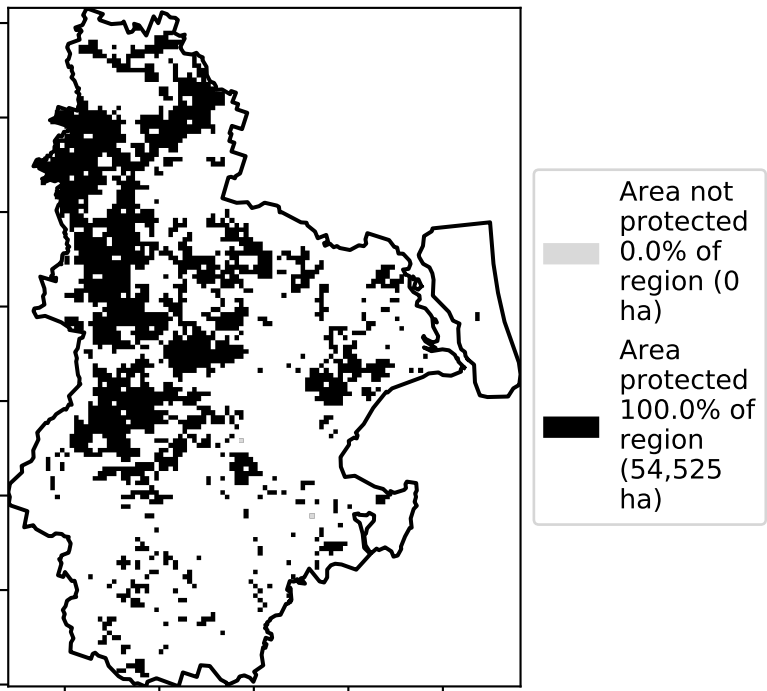 Area not
protected
0.0% of
region (0
ha)
Area
protected
100.0% of
region
(54,525
ha)